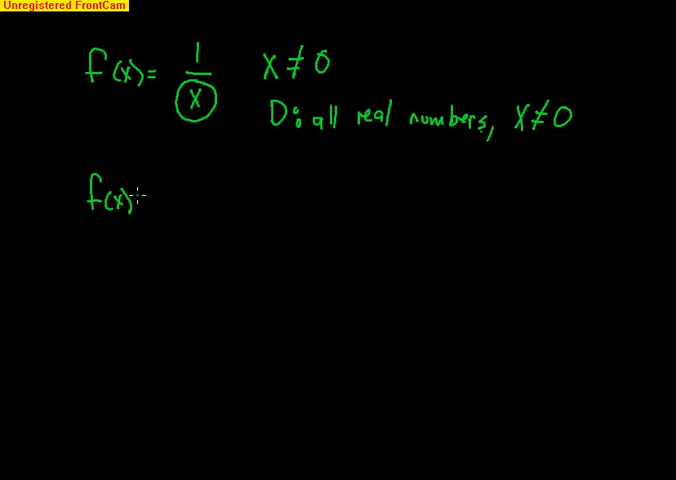 Unregistered FrontCam
f(x) = 1/x x ≠ 0
D: all real numbers, x ≠ 0
f(x)